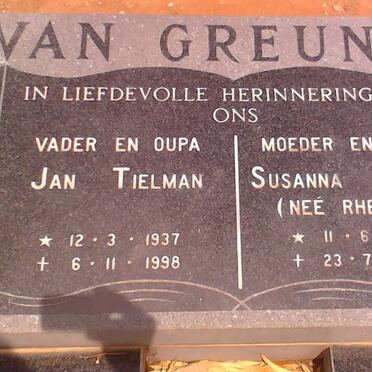 VAN GREUN
IN LIEFDEVOLLE HERINNERING
ONS
VADER EN OUPA
JAN TIELMAN
★ 12 · 3 · 1937
† 6 · 11 · 1998
MOEDER EN
SUSANNA
(NEÉ RHE
★ 11 · 6
† 23 · 7